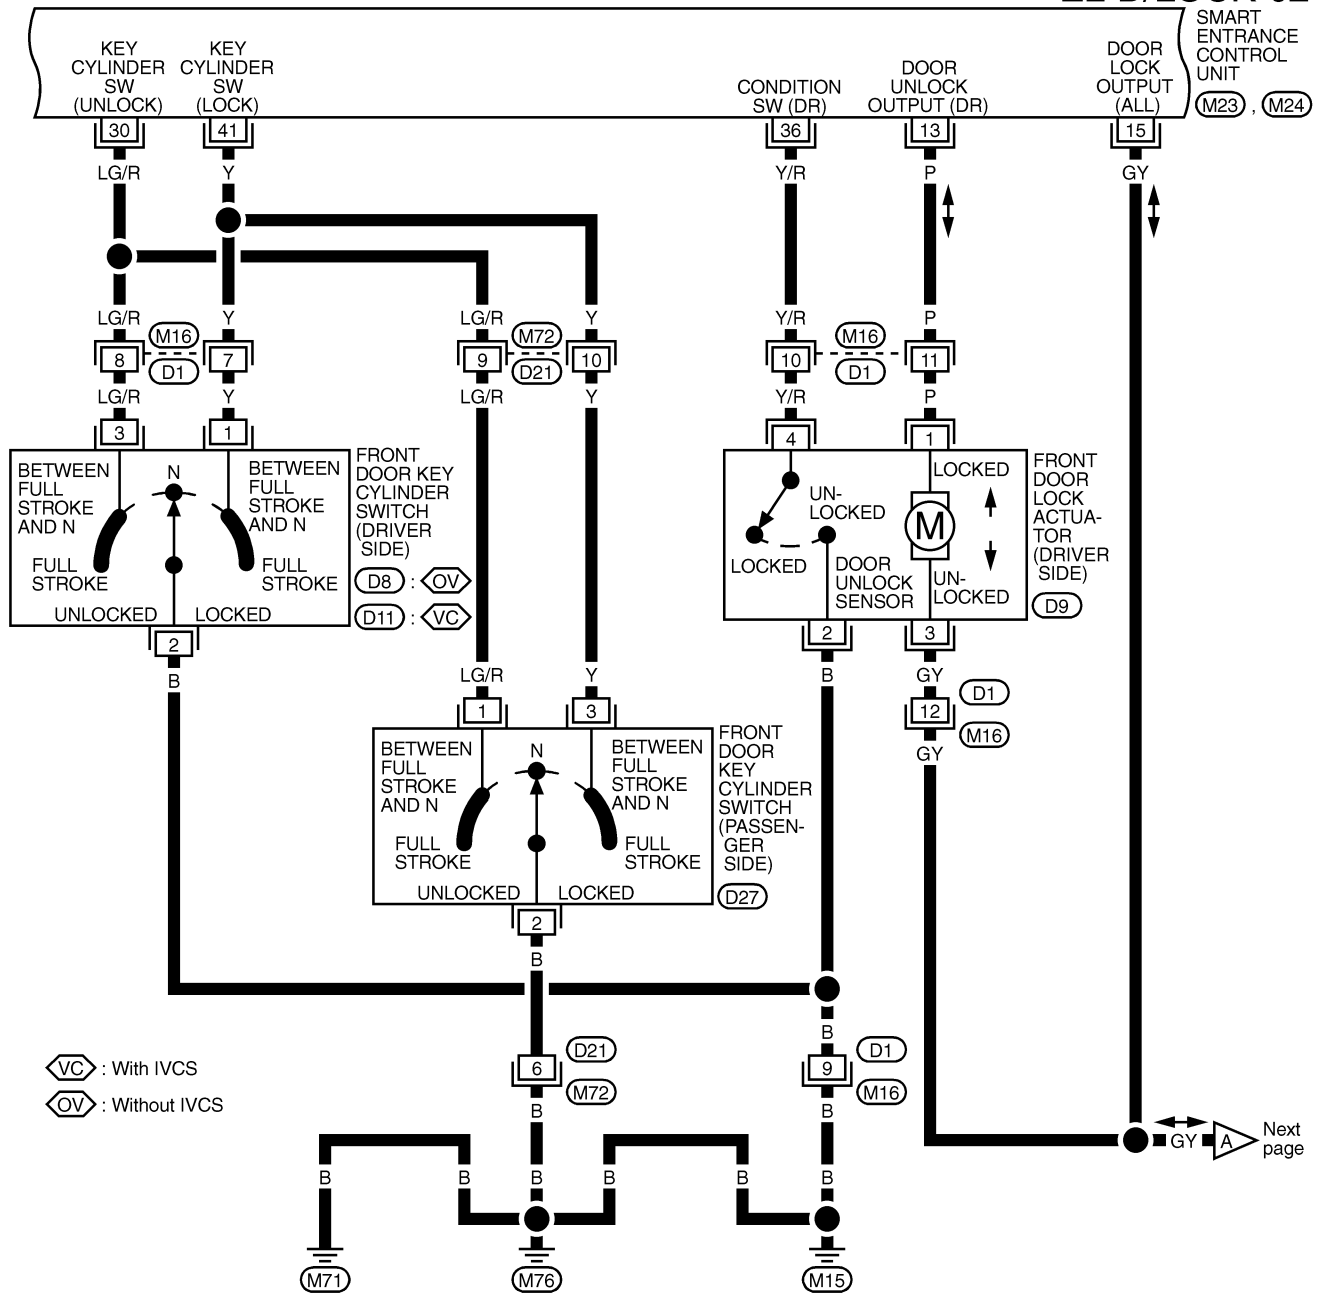 SMART
ENTRANCE
CONTROL
UNIT
M23 , M24
KEY
CYLINDER
SW
(UNLOCK)
KEY
CYLINDER
SW
(LOCK)
CONDITION
SW (DR)
DOOR
UNLOCK
OUTPUT (DR)
DOOR
LOCK
OUTPUT
(ALL)
30 41 36 13 15
LG/R Y Y/R P GY
LG/R Y LG/R Y Y/R P
M16 M72 M16
8 7 9 10 10 11
D1 D21 D1
LG/R Y LG/R Y Y/R P
3 1 4 1
BETWEEN
FULL
STROKE
AND N
N
BETWEEN
FULL
STROKE
AND N
FULL
STROKE
FULL
STROKE
UNLOCKED LOCKED
FRONT
DOOR KEY
CYLINDER
SWITCH
(DRIVER
SIDE)
D8 : OV
D11 : VC
2
B
LOCKED
UN-
LOCKED
M
LOCKED
DOOR
UNLOCK
SENSOR
UN-
LOCKED
FRONT
DOOR
LOCK
ACTUA-
TOR
(DRIVER
SIDE)
D9
2 3
B GY
D1
12
M16
GY
LG/R Y
1 3
BETWEEN
FULL
STROKE
AND N
N
BETWEEN
FULL
STROKE
AND N
FULL
STROKE
FULL
STROKE
UNLOCKED LOCKED
FRONT
DOOR
KEY
CYLINDER
SWITCH
(PASSEN-
GER
SIDE)
D27
2
B
B
D21 D1
6 9
M72 M16
B B
VC : With IVCS
OV : Without IVCS
GY A Next
page
B B B B B B
M71 M76 M15